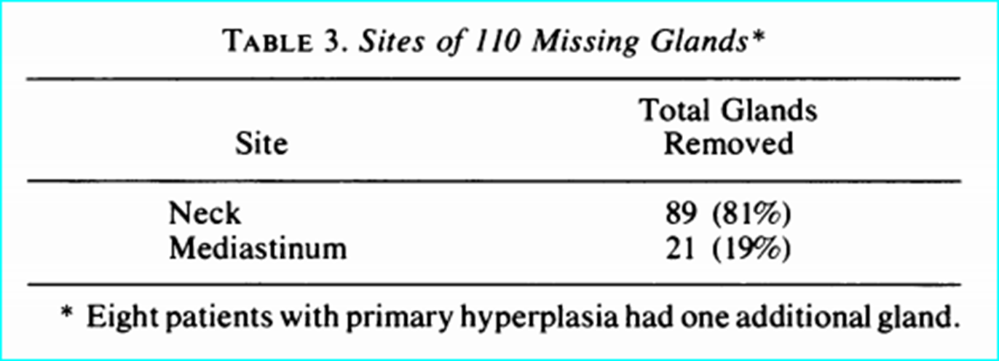 TABLE 3. Sites of 110 Missing Glands*
Total Glands
Site Removed
Neck 89 (81%)
Mediastinum 21 (19%)
* Eight patients with primary hyperplasia had one additional gland.